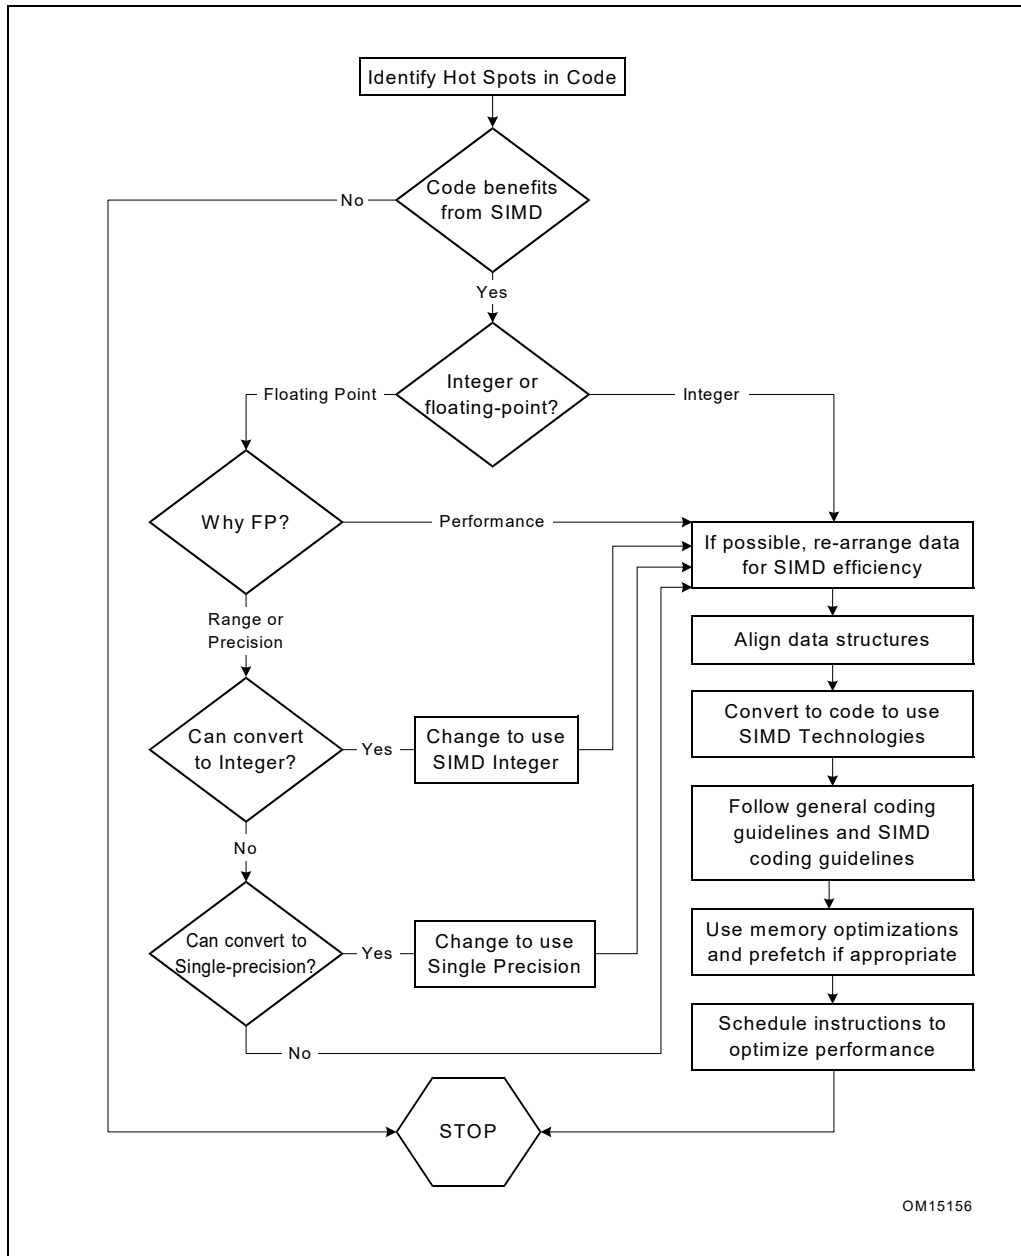 Identify Hot Spots in Code
Code benefits
from SIMD
No
Yes
Integer or
floating-point?
Floating Point
Integer
Why FP?
Performance
If possible, re-arrange data
for SIMD efficiency
Range or
Precision
Align data structures
Can convert
to Integer?
Yes
Change to use
SIMD Integer
Convert to code to use
SIMD Technologies
Follow general coding
guidelines and SIMD
coding guidelines
No
Can convert to
Single-precision?
Yes
Change to use
Single Precision
Use memory optimizations
and prefetch if appropriate
Schedule instructions to
optimize performance
No
STOP
OM15156